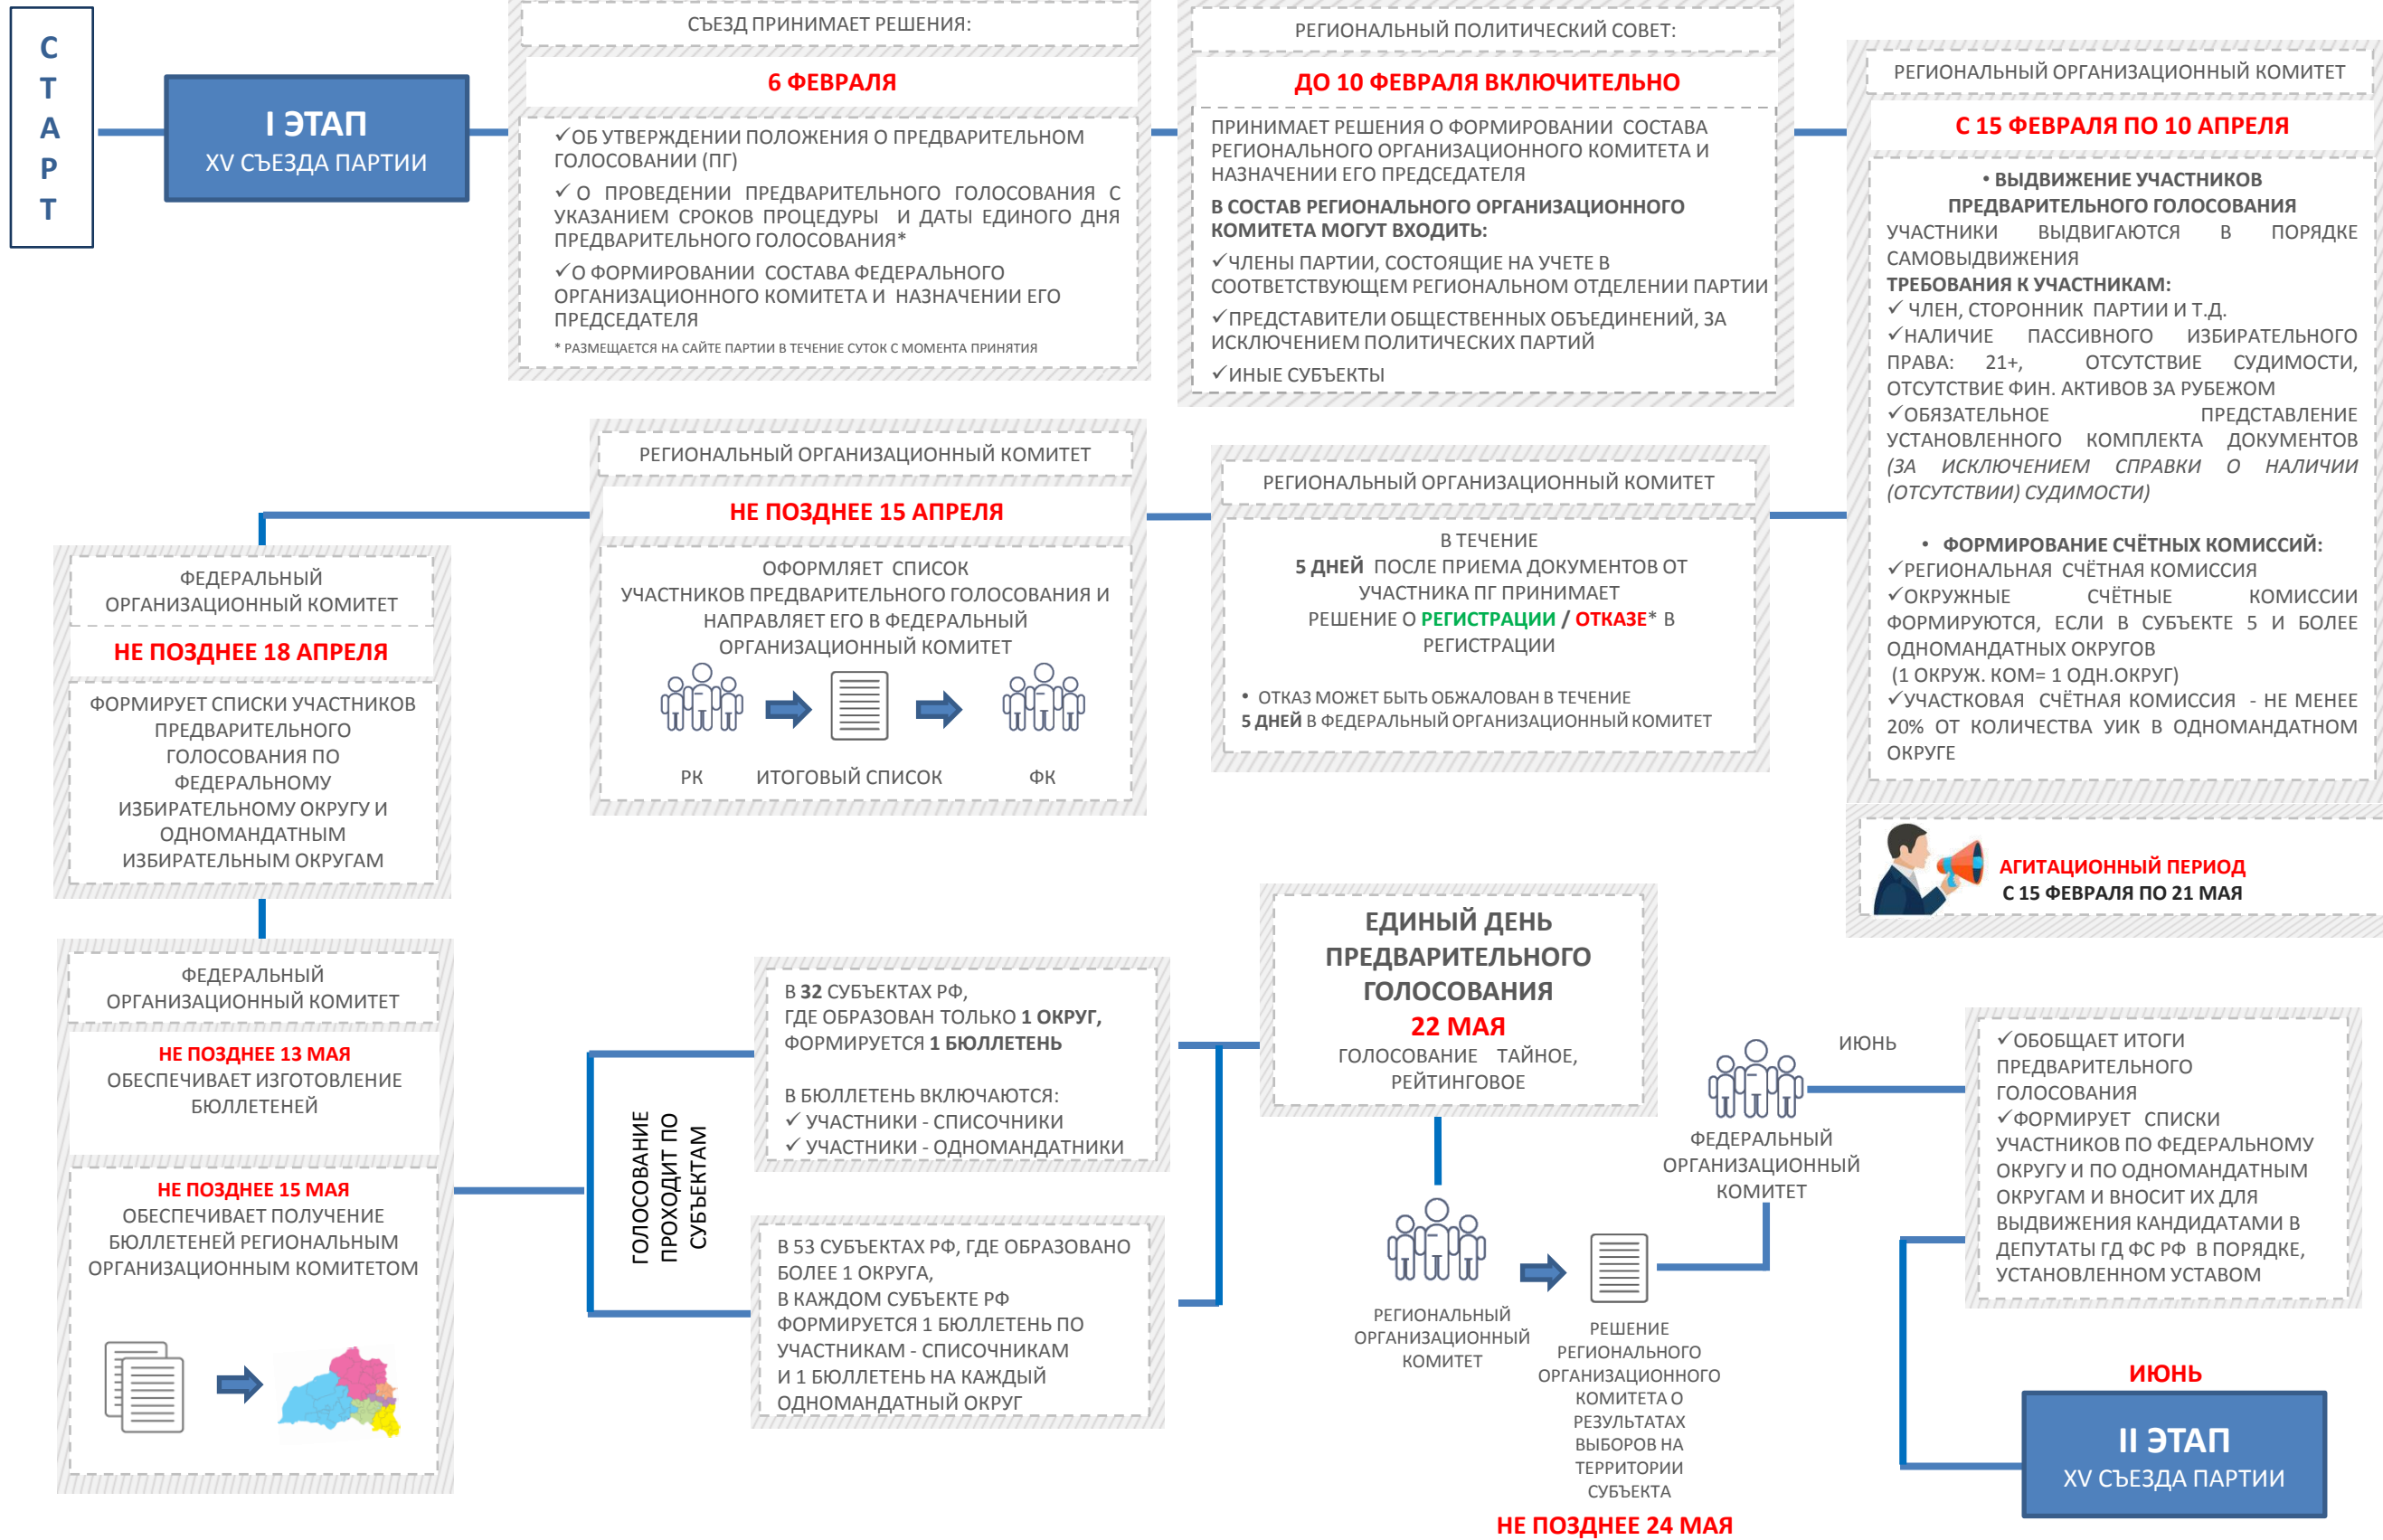 СТАРТ
I ЭТАП
XV СЪЕЗДА ПАРТИИ
СЪЕЗД ПРИНИМАЕТ РЕШЕНИЯ:
6 ФЕВРАЛЯ
✓ОБ УТВЕРЖДЕНИИ ПОЛОЖЕНИЯ О ПРЕДВАРИТЕЛЬНОМ
ГОЛОСОВАНИИ (ПГ)
✓ О ПРОВЕДЕНИИ ПРЕДВАРИТЕЛЬНОГО ГОЛОСОВАНИЯ С
УКАЗАНИЕМ СРОКОВ ПРОЦЕДУРЫ И ДАТЫ ЕДИНОГО ДНЯ
ПРЕДВАРИТЕЛЬНОГО ГОЛОСОВАНИЯ*
✓О ФОРМИРОВАНИИ СОСТАВА ФЕДЕРАЛЬНОГО
ОРГАНИЗАЦИОННОГО КОМИТЕТА И НАЗНАЧЕНИИ ЕГО
ПРЕДСЕДАТЕЛЯ
* РАЗМЕЩАЕТСЯ НА САЙТЕ ПАРТИИ В ТЕЧЕНИЕ СУТОК С МОМЕНТА ПРИНЯТИЯ
РЕГИОНАЛЬНЫЙ ПОЛИТИЧЕСКИЙ СОВЕТ:
ДО 10 ФЕВРАЛЯ ВКЛЮЧИТЕЛЬНО
ПРИНИМАЕТ РЕШЕНИЯ О ФОРМИРОВАНИИ СОСТАВА
РЕГИОНАЛЬНОГО ОРГАНИЗАЦИОННОГО КОМИТЕТА И
НАЗНАЧЕНИИ ЕГО ПРЕДСЕДАТЕЛЯ
В СОСТАВ РЕГИОНАЛЬНОГО ОРГАНИЗАЦИОННОГО
КОМИТЕТА МОГУТ ВХОДИТЬ:
✓ЧЛЕНЫ ПАРТИИ, СОСТОЯЩИЕ НА УЧЕТЕ В
СООТВЕТСТВУЮЩЕМ РЕГИОНАЛЬНОМ ОТДЕЛЕНИИ ПАРТИИ
✓ПРЕДСТАВИТЕЛИ ОБЩЕСТВЕННЫХ ОБЪЕДИНЕНИЙ, ЗА
ИСКЛЮЧЕНИЕМ ПОЛИТИЧЕСКИХ ПАРТИЙ
✓ИНЫЕ СУБЪЕКТЫ
РЕГИОНАЛЬНЫЙ ОРГАНИЗАЦИОННЫЙ КОМИТЕТ
С 15 ФЕВРАЛЯ ПО 10 АПРЕЛЯ
• ВЫДВИЖЕНИЕ УЧАСТНИКОВ
ПРЕДВАРИТЕЛЬНОГО ГОЛОСОВАНИЯ
УЧАСТНИКИ ВЫДВИГАЮТСЯ В ПОРЯДКЕ
САМОВЫДВИЖЕНИЯ
ТРЕБОВАНИЯ К УЧАСТНИКАМ:
✓ ЧЛЕН, СТОРОННИК ПАРТИИ И Т.Д.
✓НАЛИЧИЕ ПАССИВНОГО ИЗБИРАТЕЛЬНОГО
ПРАВА: 21+, ОТСУТСТВИЕ СУДИМОСТИ,
ОТСУТСТВИЕ ФИН. АКТИВОВ ЗА РУБЕЖОМ
✓ОБЯЗАТЕЛЬНОЕ ПРЕДСТАВЛЕНИЕ
УСТАНОВЛЕННОГО КОМПЛЕКТА ДОКУМЕНТОВ
(ЗА ИСКЛЮЧЕНИЕМ СПРАВКИ О НАЛИЧИИ
(ОТСУТСТВИИ) СУДИМОСТИ)
• ФОРМИРОВАНИЕ СЧЁТНЫХ КОМИССИЙ:
✓РЕГИОНАЛЬНАЯ СЧЁТНАЯ КОМИССИЯ
✓ОКРУЖНЫЕ СЧЁТНЫЕ КОМИССИИ
ФОРМИРУЮТСЯ, ЕСЛИ В СУБЪЕКТЕ 5 И БОЛЕЕ
ОДНОМАНДАТНЫХ ОКРУГОВ
(1 ОКРУЖ. КОМ= 1 ОДН.ОКРУГ)
✓УЧАСТКОВАЯ СЧЁТНАЯ КОМИССИЯ - НЕ МЕНЕЕ
20% ОТ КОЛИЧЕСТВА УИК В ОДНОМАНДАТНОМ
ОКРУГЕ
АГИТАЦИОННЫЙ ПЕРИОД
С 15 ФЕВРАЛЯ ПО 21 МАЯ
РЕГИОНАЛЬНЫЙ ОРГАНИЗАЦИОННЫЙ КОМИТЕТ
В ТЕЧЕНИЕ
5 ДНЕЙ ПОСЛЕ ПРИЕМА ДОКУМЕНТОВ ОТ
УЧАСТНИКА ПГ ПРИНИМАЕТ
РЕШЕНИЕ О РЕГИСТРАЦИИ / ОТКАЗЕ* В
РЕГИСТРАЦИИ
• ОТКАЗ МОЖЕТ БЫТЬ ОБЖАЛОВАН В ТЕЧЕНИЕ
5 ДНЕЙ В ФЕДЕРАЛЬНЫЙ ОРГАНИЗАЦИОННЫЙ КОМИТЕТ
РЕГИОНАЛЬНЫЙ ОРГАНИЗАЦИОННЫЙ КОМИТЕТ
НЕ ПОЗДНЕЕ 15 АПРЕЛЯ
ОФОРМЛЯЕТ СПИСОК
УЧАСТНИКОВ ПРЕДВАРИТЕЛЬНОГО ГОЛОСОВАНИЯ И
НАПРАВЛЯЕТ ЕГО В ФЕДЕРАЛЬНЫЙ
ОРГАНИЗАЦИОННЫЙ КОМИТЕТ
РК ИТОГОВЫЙ СПИСОК ФК
ФЕДЕРАЛЬНЫЙ
ОРГАНИЗАЦИОННЫЙ КОМИТЕТ
НЕ ПОЗДНЕЕ 18 АПРЕЛЯ
ФОРМИРУЕТ СПИСКИ УЧАСТНИКОВ
ПРЕДВАРИТЕЛЬНОГО
ГОЛОСОВАНИЯ ПО
ФЕДЕРАЛЬНОМУ
ИЗБИРАТЕЛЬНОМУ ОКРУГУ И
ОДНОМАНДАТНЫМ
ИЗБИРАТЕЛЬНЫМ ОКРУГАМ
ФЕДЕРАЛЬНЫЙ
ОРГАНИЗАЦИОННЫЙ КОМИТЕТ
НЕ ПОЗДНЕЕ 13 МАЯ
ОБЕСПЕЧИВАЕТ ИЗГОТОВЛЕНИЕ
БЮЛЛЕТЕНЕЙ
НЕ ПОЗДНЕЕ 15 МАЯ
ОБЕСПЕЧИВАЕТ ПОЛУЧЕНИЕ
БЮЛЛЕТЕНЕЙ РЕГИОНАЛЬНЫМ
ОРГАНИЗАЦИОННЫМ КОМИТЕТОМ
ГОЛОСОВАНИЕ
ПРОХОДИТ ПО
СУБЪЕКТАМ
В 32 СУБЪЕКТАХ РФ,
ГДЕ ОБРАЗОВАН ТОЛЬКО 1 ОКРУГ,
ФОРМИРУЕТСЯ 1 БЮЛЛЕТЕНЬ
В БЮЛЛЕТЕНЬ ВКЛЮЧАЮТСЯ:
✓ УЧАСТНИКИ - СПИСОЧНИКИ
✓ УЧАСТНИКИ - ОДНОМАНДАТНИКИ
В 53 СУБЪЕКТАХ РФ, ГДЕ ОБРАЗОВАНО
БОЛЕЕ 1 ОКРУГА,
В КАЖДОМ СУБЪЕКТЕ РФ
ФОРМИРУЕТСЯ 1 БЮЛЛЕТЕНЬ ПО
УЧАСТНИКАМ - СПИСОЧНИКАМ
И 1 БЮЛЛЕТЕНЬ НА КАЖДЫЙ
ОДНОМАНДАТНЫЙ ОКРУГ
ЕДИНЫЙ ДЕНЬ
ПРЕДВАРИТЕЛЬНОГО
ГОЛОСОВАНИЯ
22 МАЯ
ГОЛОСОВАНИЕ ТАЙНОЕ,
РЕЙТИНГОВОЕ
РЕГИОНАЛЬНЫЙ
ОРГАНИЗАЦИОННЫЙ
КОМИТЕТ
РЕШЕНИЕ
РЕГИОНАЛЬНОГО
ОРГАНИЗАЦИОННОГО
КОМИТЕТА О
РЕЗУЛЬТАТАХ
ВЫБОРОВ НА
ТЕРРИТОРИИ
СУБЪЕКТА
НЕ ПОЗДНЕЕ 24 МАЯ
ФЕДЕРАЛЬНЫЙ
ОРГАНИЗАЦИОННЫЙ
КОМИТЕТ
ИЮНЬ
✓ОБОБЩАЕТ ИТОГИ
ПРЕДВАРИТЕЛЬНОГО
ГОЛОСОВАНИЯ
✓ФОРМИРУЕТ СПИСКИ
УЧАСТНИКОВ ПО ФЕДЕРАЛЬНОМУ
ОКРУГУ И ПО ОДНОМАНДАТНЫМ
ОКРУГАМ И ВНОСИТ ИХ ДЛЯ
ВЫДВИЖЕНИЯ КАНДИДАТАМИ В
ДЕПУТАТЫ ГД ФС РФ В ПОРЯДКЕ,
УСТАНОВЛЕННОМ УСТАВОМ
ИЮНЬ
II ЭТАП
XV СЪЕЗДА ПАРТИИ